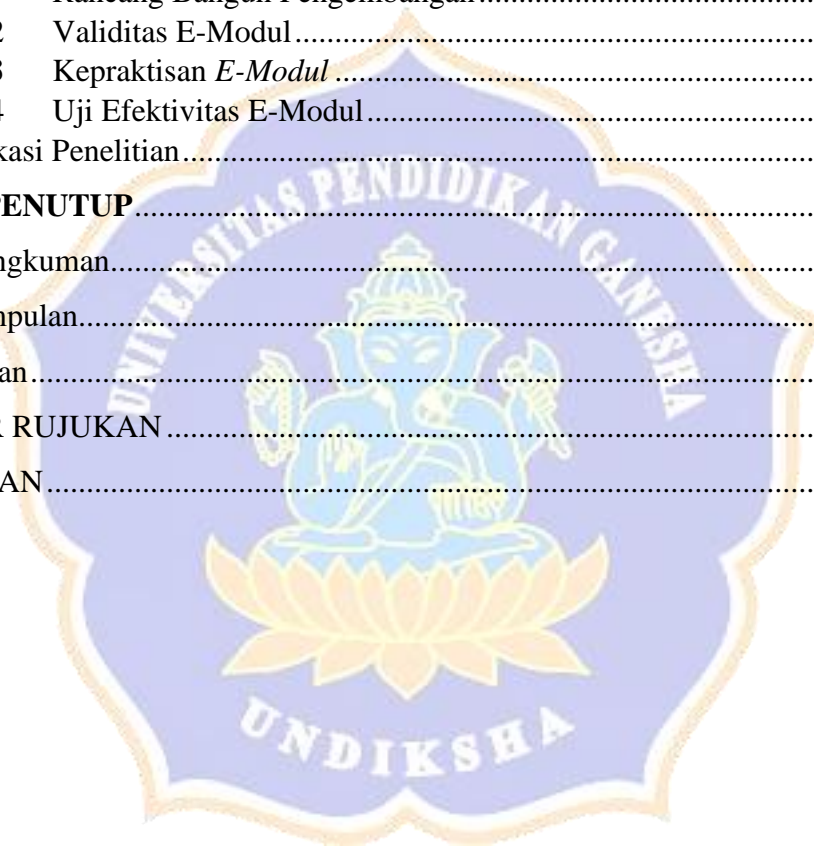 Rancang Bangun Pengembangan
2 Validitas E-Modul
3 Kepraktisan E-Modul
4 Uji Efektivitas E-Modul
kasi Penelitian
PENUTUP
ngkuman
mpulan
an
R RUJUKAN
AN
UNIVERSITAS PENDIDIKAN GANESHA
UNDIKSHA